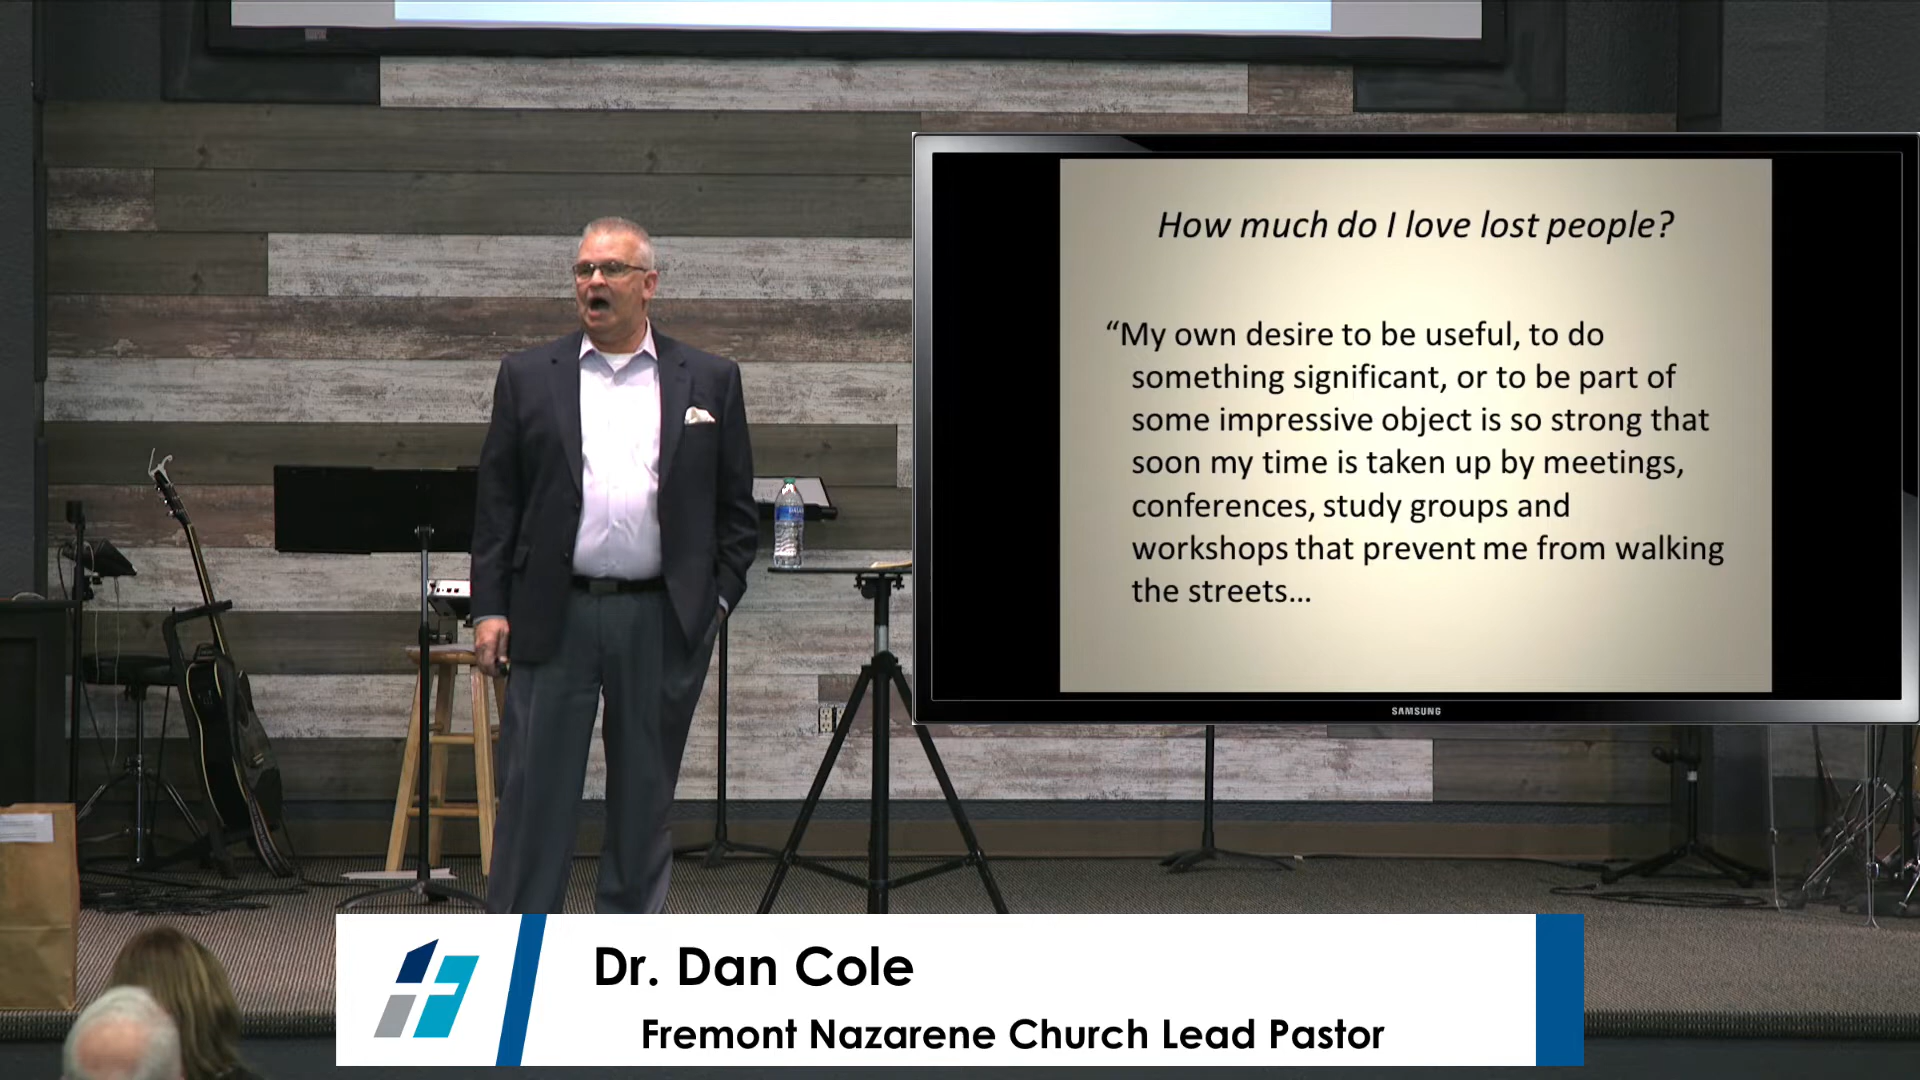 How much do I love lost people?
“My own desire to be useful, to do
something significant, or to be part of
some impressive object is so strong that
soon my time is taken up by meetings,
conferences, study groups and
workshops that prevent me from walking
the streets…
SAMSUNG
Dr. Dan Cole
Fremont Nazarene Church Lead Pastor